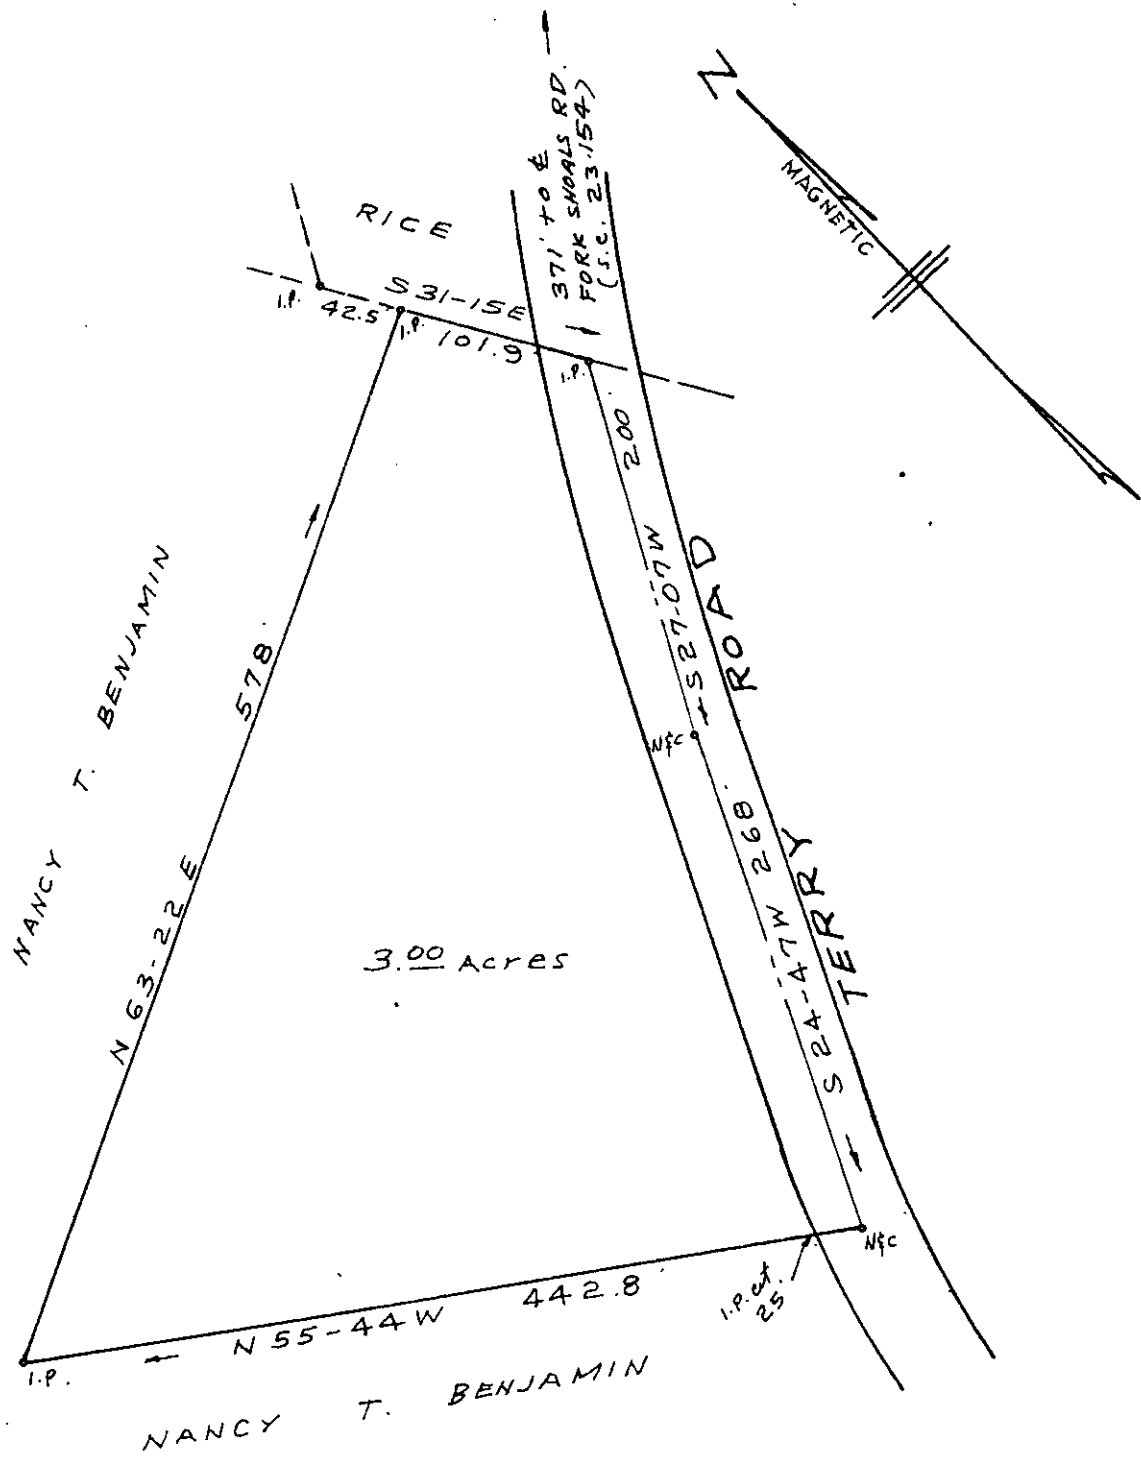 371' to ℄
FORK SHOALS RD.
(S.C. 23-154)
N
MAGNETIC
RICE
S 31-15 E
I.P.
42.5
I.P.
101.9
I.P.
200
S 27-07 W
N&C
268
S 24-47 W
TERRY ROAD
N&C
NANCY T. BENJAMIN
578
N 63-22 E
3.00 Acres
442.8
N 55-44 W
I.P. at
25
I.P.
NANCY T. BENJAMIN